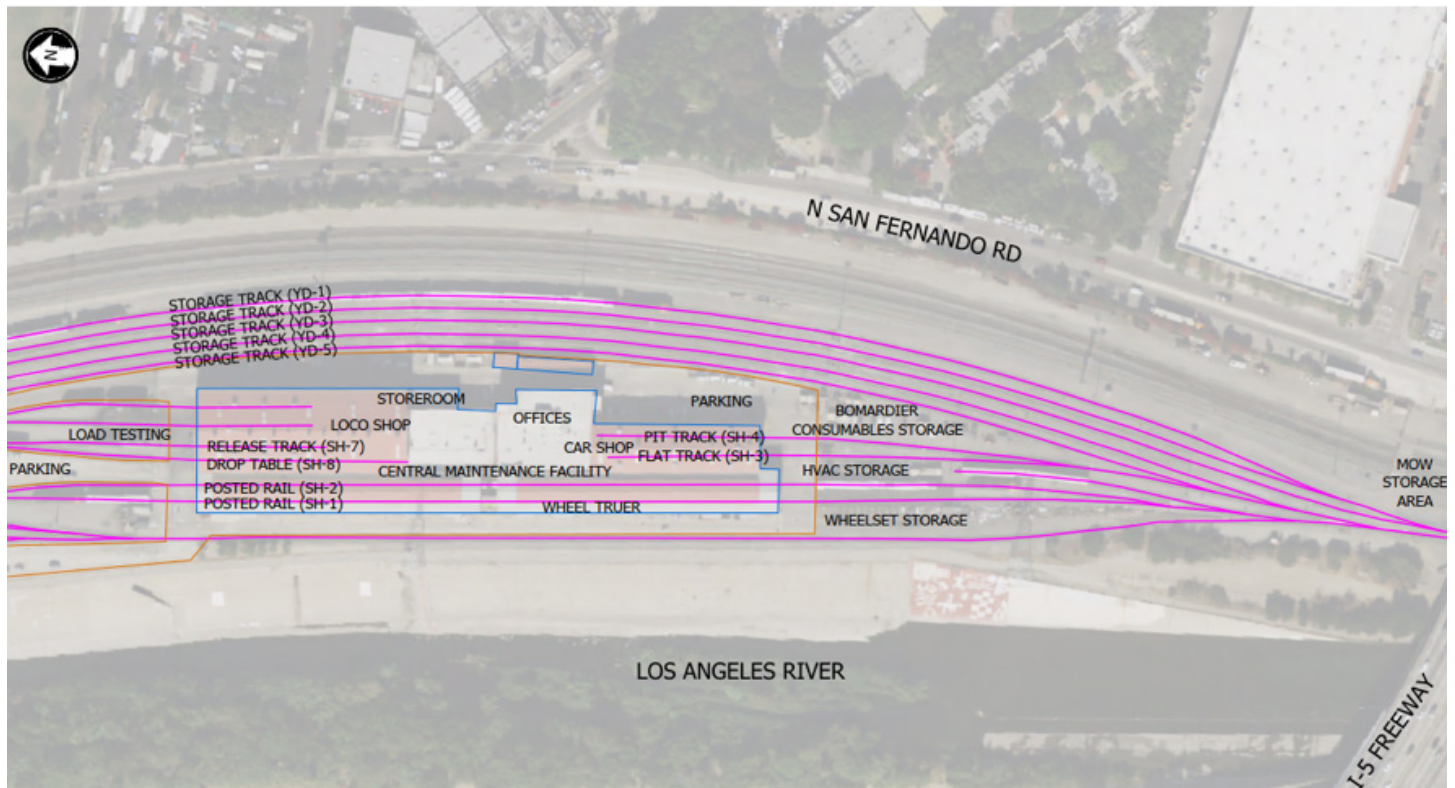 N
N SAN FERNANDO RD
STORAGE TRACK (YD-1)
STORAGE TRACK (YD-2)
STORAGE TRACK (YD-3)
STORAGE TRACK (YD-4)
STORAGE TRACK (YD-5)
STOREROOM
OFFICES
PARKING
BOMARDIER
CONSUMABLES STORAGE
LOCO SHOP
LOAD TESTING
RELEASE TRACK (SH-7)
CAR SHOP
PIT TRACK (SH-4)
FLAT TRACK (SH-3)
PARKING
DROP TABLE (SH-8)
CENTRAL MAINTENANCE FACILITY
HVAC STORAGE
MOW
STORAGE
AREA
POSTED RAIL (SH-2)
POSTED RAIL (SH-1)
WHEEL TRUER
WHEELSET STORAGE
LOS ANGELES RIVER
I-5 FREEWAY